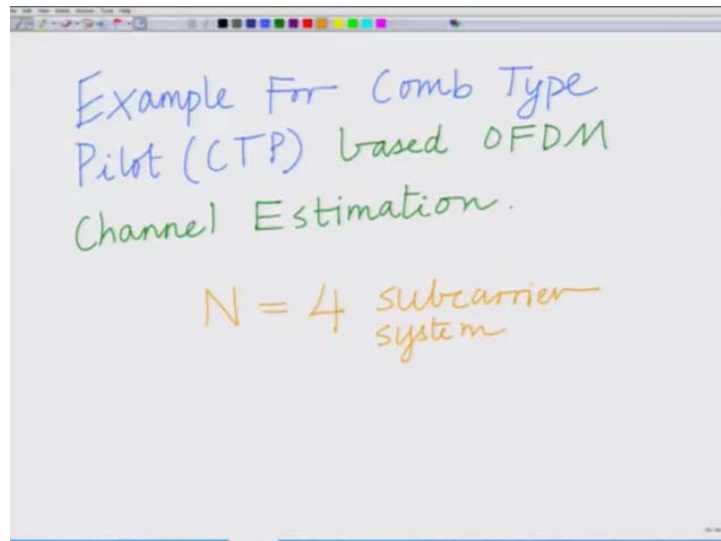 Example For Comb Type
Pilot (CTP) based OFDM
Channel Estimation.
N = 4 subcarrier
system